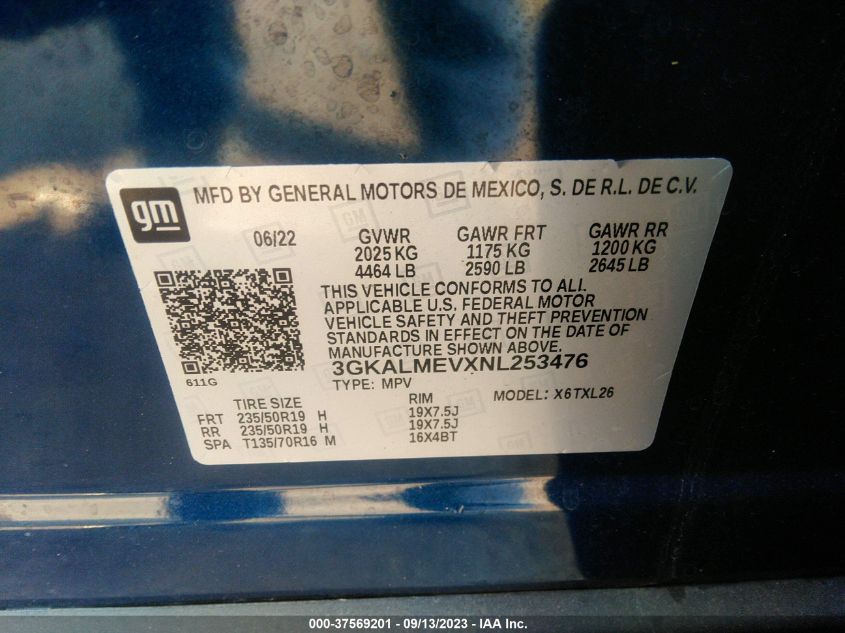 gm
MFD BY GENERAL MOTORS DE MEXICO, S. DE R.L. DE C.V.
06/22 GVWR GAWR FRT GAWR RR
2025 KG 1175 KG 1200 KG
4464 LB 2590 LB 2645 LB
THIS VEHICLE CONFORMS TO ALL.
APPLICABLE U.S. FEDERAL MOTOR
VEHICLE SAFETY AND THEFT PREVENTION
STANDARDS IN EFFECT ON THE DATE OF
MANUFACTURE SHOWN ABOVE.
3GKALMEVXNL253476
611G
TYPE: MPV MODEL: X6TXL26
TIRE SIZE RIM
FRT 235/50R19 H 19X7.5J
RR 235/50R19 H 19X7.5J
SPA T135/70R16 M 16X4BT
000-37569201 - 09/13/2023 - IAA Inc.